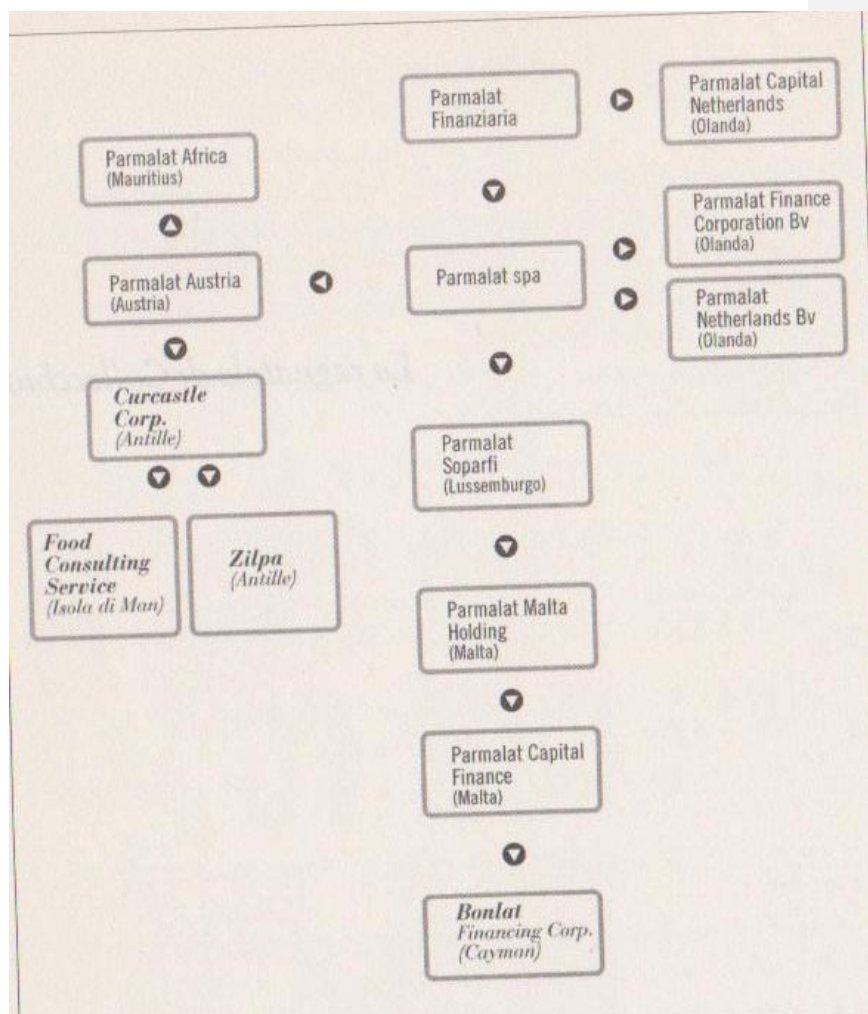 Parmalat
Finanziaria
Parmalat Capital
Netherlands
(Olanda)
Parmalat Africa
(Mauritius)
Parmalat Finance
Corporation Bv
(Olanda)
Parmalat Austria
(Austria)
Parmalat spa
Parmalat
Netherlands Bv
(Olanda)
Curcastle
Corp.
(Antille)
Parmalat
Soparfi
(Lussemburgo)
Food
Consulting
Service
(Isola di Man)
Zilpa
(Antille)
Parmalat Malta
Holding
(Malta)
Parmalat Capital
Finance
(Malta)
Bonlat
Financing Corp.
(Cayman)